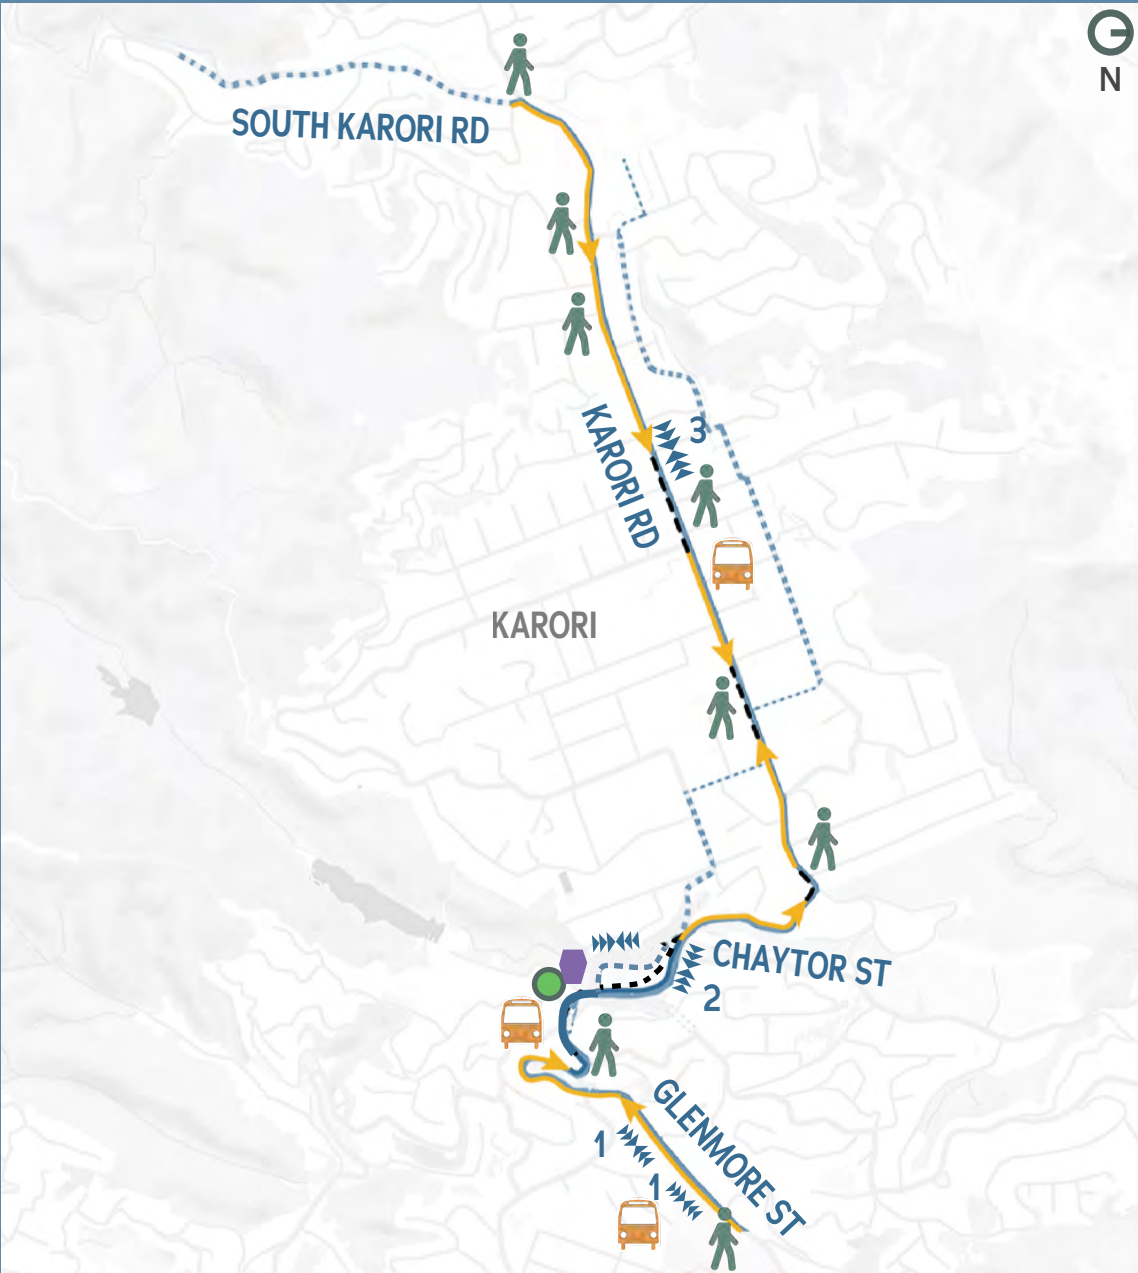 N
SOUTH KARORI RD
3
KARORI RD
KARORI
CHAYTOR ST
2
GLENMORE ST
1
1